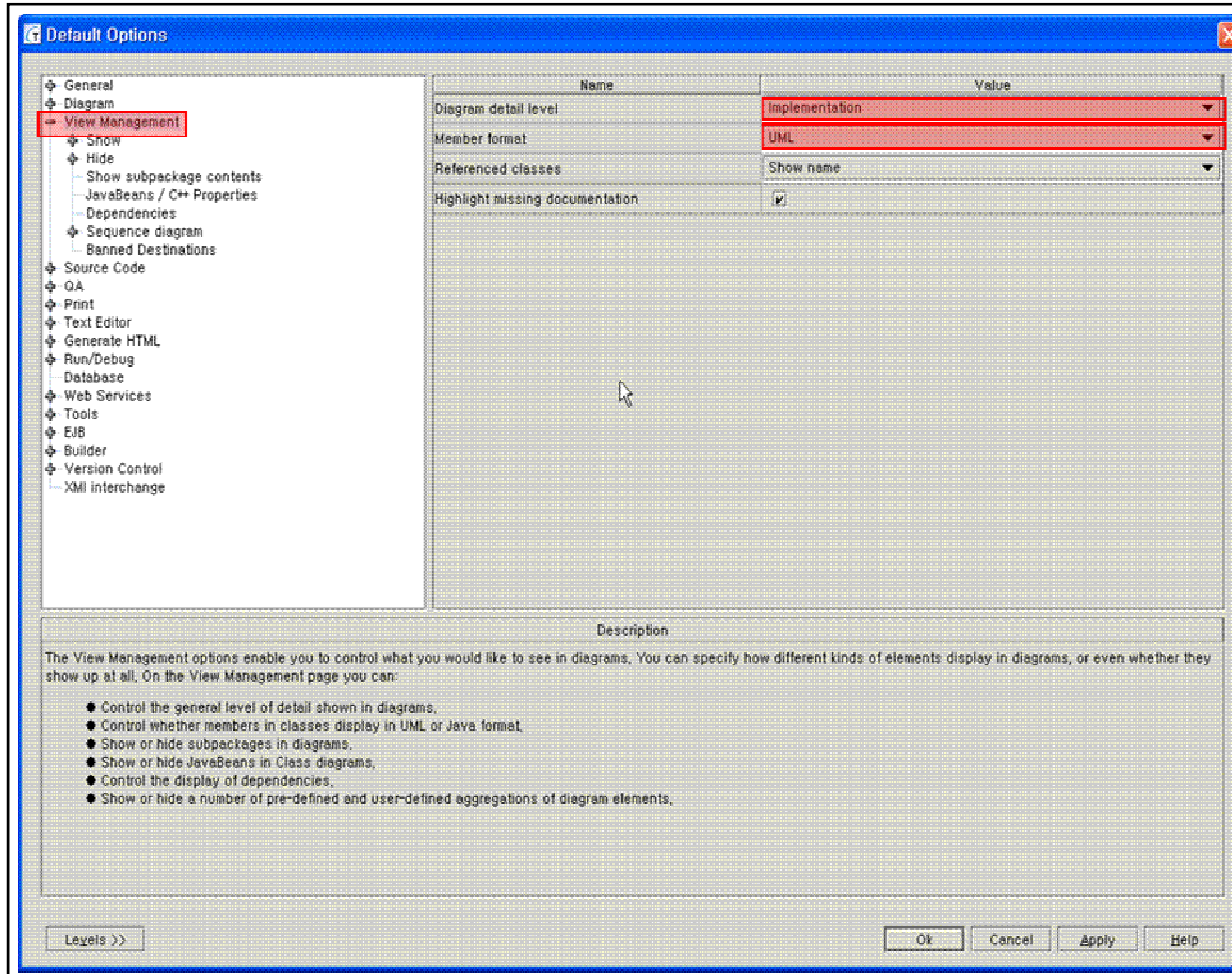 Default Options
General
Diagram
View Management
Show
Hide
Show subpackage contents
JavaBeans / C++ Properties
Dependencies
Sequence diagram
Banned Destinations
Source Code
QA
Print
Text Editor
Generate HTML
Run/Debug
Database
Web Services
Tools
EJB
Builder
Version Control
XMI interchange
Name Value
Diagram detail level Implementation
Member format UML
Referenced classes Show name
Highlight missing documentation
Description
The View Management options enable you to control what you would like to see in diagrams, You can specify how different kinds of elements display in diagrams, or even whether they
show up at all, On the View Management page you can:
● Control the general level of detail shown in diagrams,
● Control whether members in classes display in UML or Java format,
● Show or hide subpackages in diagrams,
● Show or hide JavaBeans in Class diagrams,
● Control the display of dependencies,
● Show or hide a number of pre-defined and user-defined aggregations of diagram elements,
Levels >> Ok Cancel Apply Help